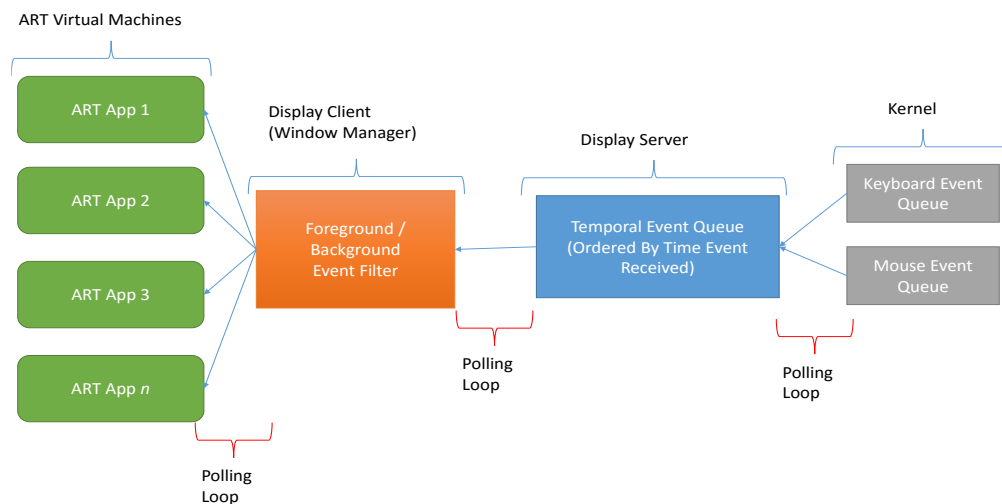 ART Virtual Machines
ART App 1
ART App 2
ART App 3
ART App n
Polling
Loop
Display Client
(Window Manager)
Foreground /
Background
Event Filter
Polling
Loop
Display Server
Temporal Event Queue
(Ordered By Time Event
Received)
Polling
Loop
Kernel
Keyboard Event
Queue
Mouse Event
Queue